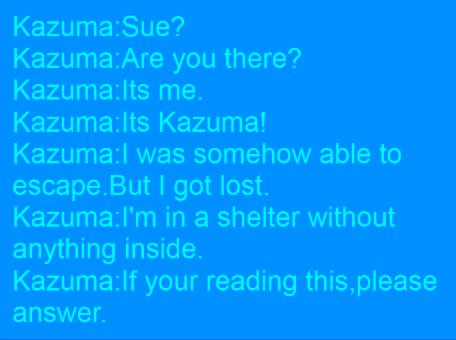 Kazuma:Sue?
Kazuma:Are you there?
Kazuma:Its me.
Kazuma:Its Kazuma!
Kazuma:I was somehow able to
escape.But I got lost.
Kazuma:I'm in a shelter without
anything inside.
Kazuma:If your reading this,please
answer.